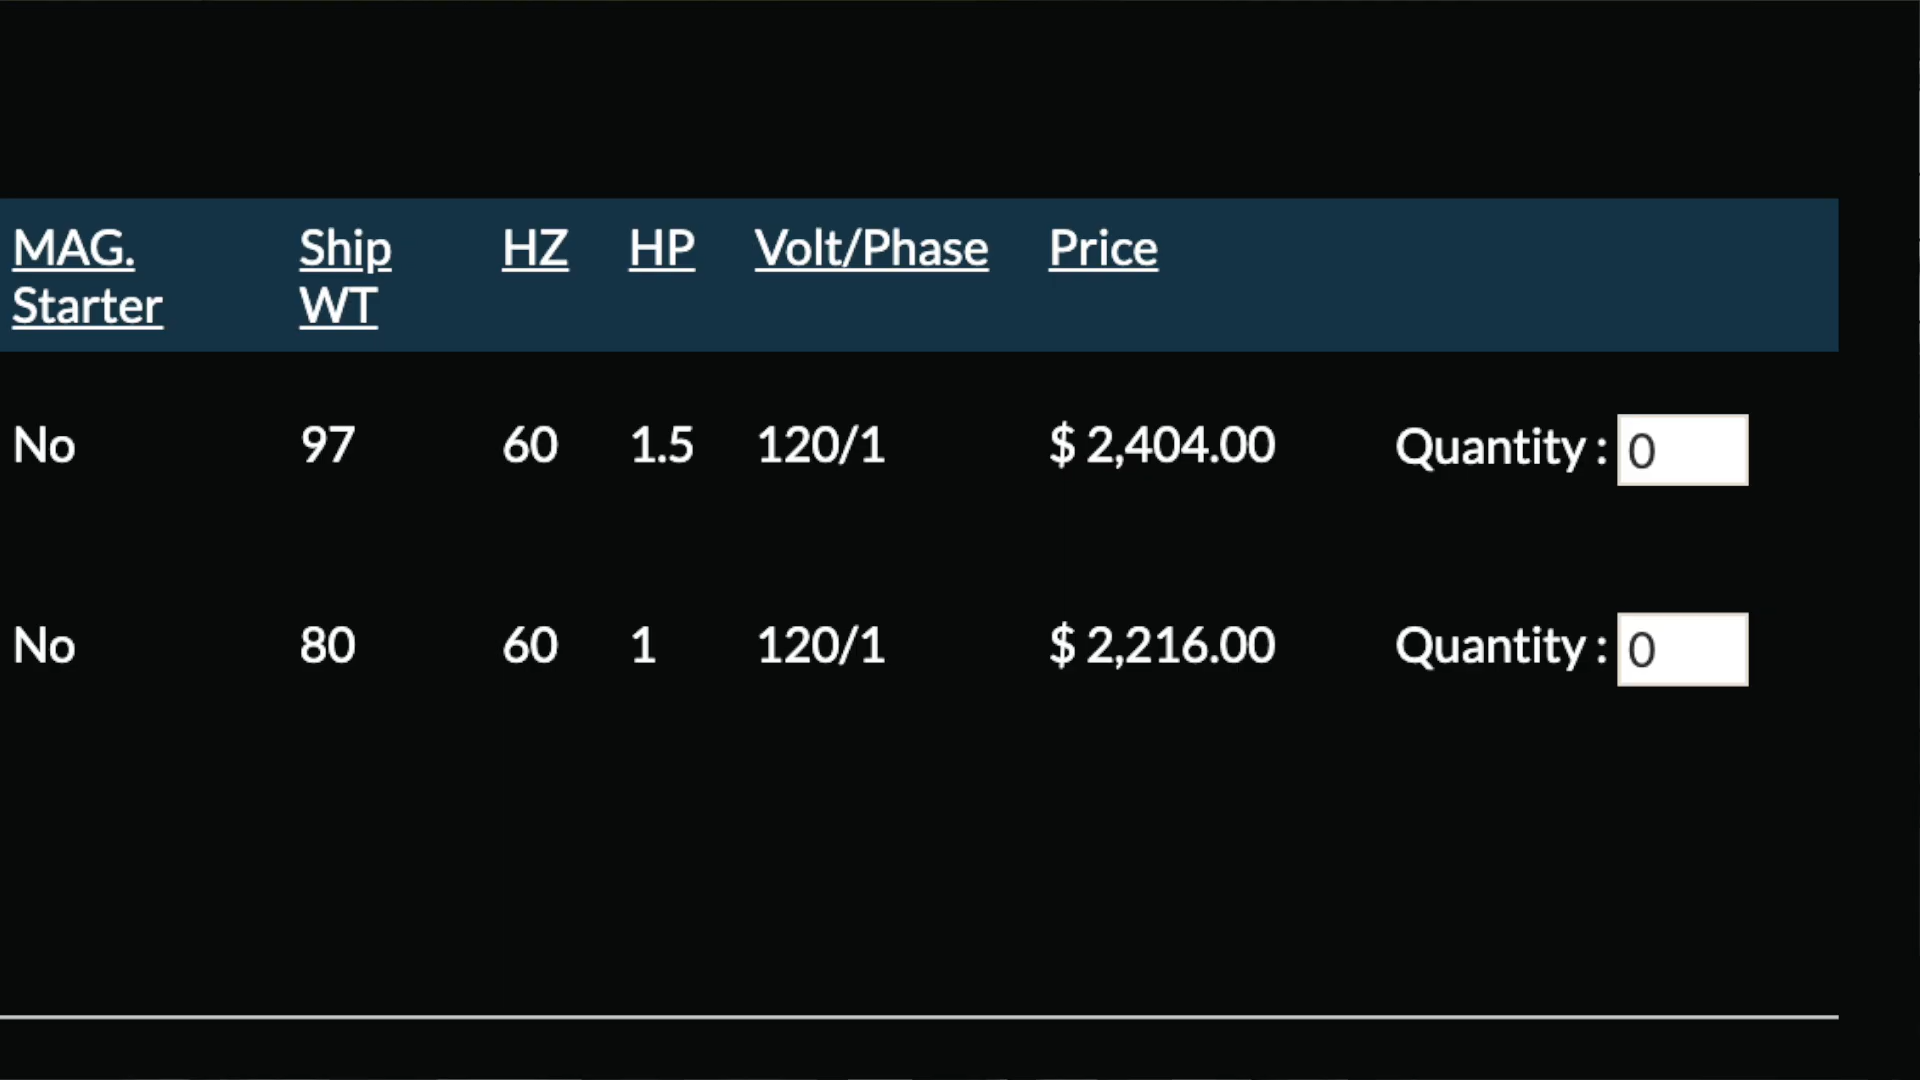 MAG. Starter Ship WT HZ HP Volt/Phase Price
No 97 60 1.5 120/1 $ 2,404.00 Quantity : 0
No 80 60 1 120/1 $ 2,216.00 Quantity : 0